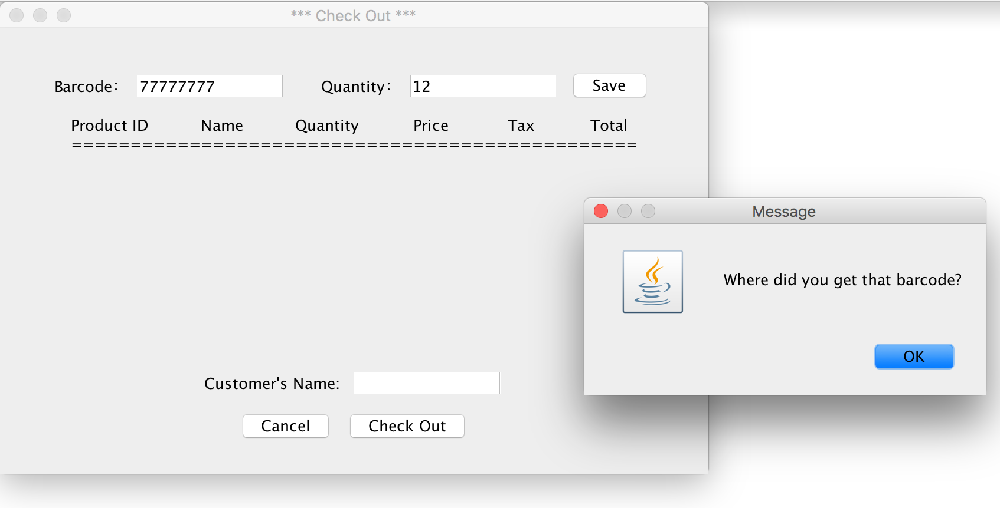 *** Check Out ***
Barcode: 77777777 Quantity: 12 Save
Product ID Name Quantity Price Tax Total
================================================
Message
Where did you get that barcode?
OK
Customer's Name:
Cancel Check Out